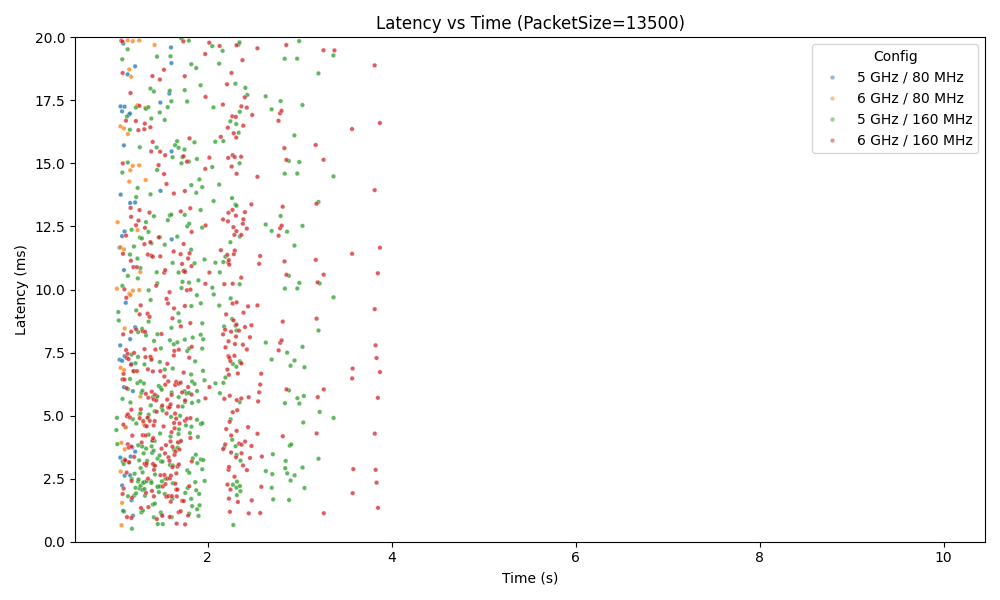 Latency vs Time (PacketSize=13500)
Latency (ms)
20.0
17.5
15.0
12.5
10.0
7.5
5.0
2.5
0.0
Config
5 GHz / 80 MHz
6 GHz / 80 MHz
5 GHz / 160 MHz
6 GHz / 160 MHz
2
4
6
8
10
Time (s)